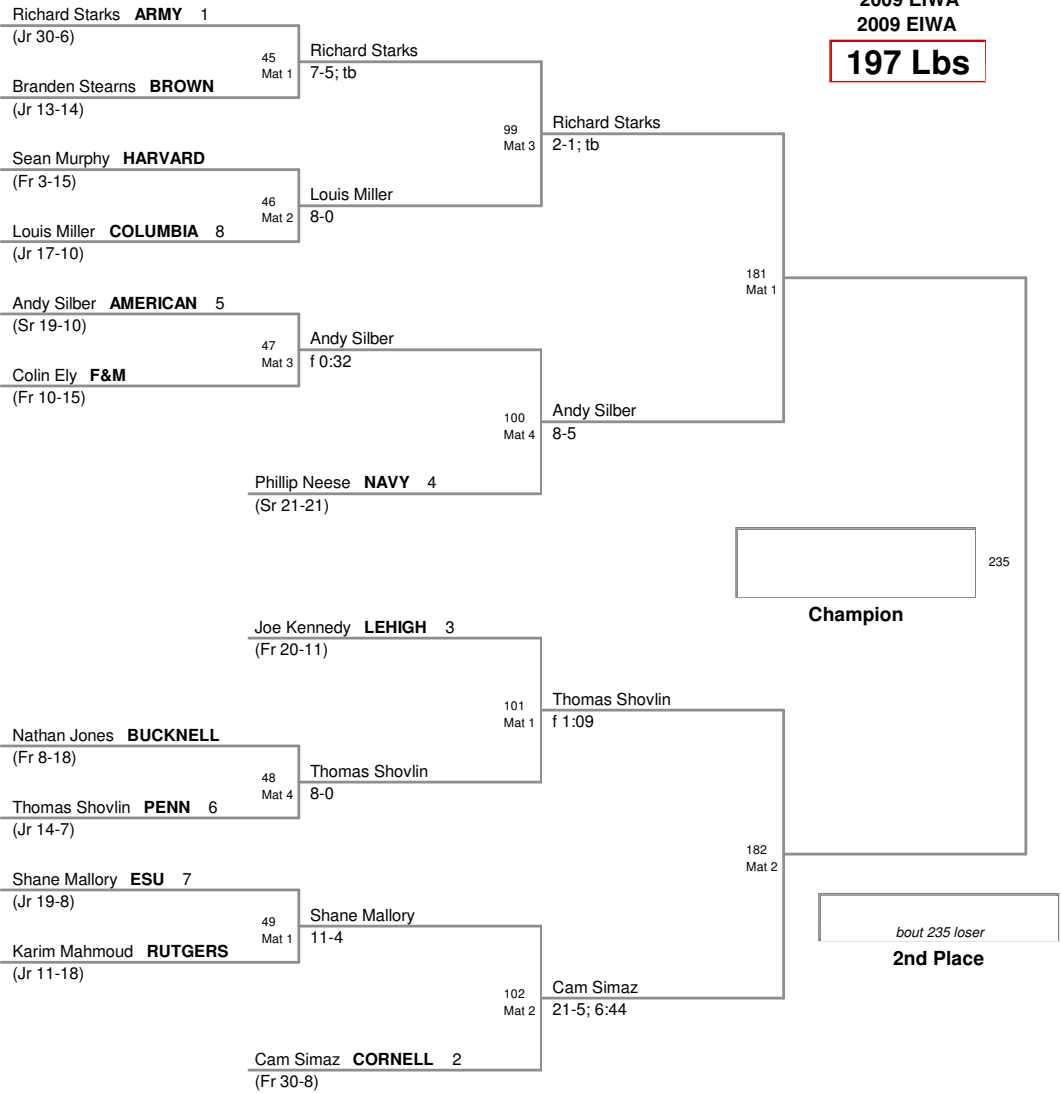 2009 EIWA
2009 EIWA
197 Lbs
Richard Starks ARMY 1
(Jr 30-6)
45
Mat 1
Richard Starks
7-5; tb
Branden Stearns BROWN
(Jr 13-14)
99
Mat 3
Richard Starks
2-1; tb
Sean Murphy HARVARD
(Fr 3-15)
46
Mat 2
Louis Miller
8-0
Louis Miller COLUMBIA 8
(Jr 17-10)
181
Mat 1
Andy Silber AMERICAN 5
(Sr 19-10)
47
Mat 3
Andy Silber
f 0:32
Colin Ely F&M
(Fr 10-15)
100
Mat 4
Andy Silber
8-5
Phillip Neese NAVY 4
(Sr 21-21)
235
Champion
Joe Kennedy LEHIGH 3
(Fr 20-11)
101
Mat 1
Thomas Shovlin
f 1:09
Nathan Jones BUCKNELL
(Fr 8-18)
48
Mat 4
Thomas Shovlin
8-0
Thomas Shovlin PENN 6
(Jr 14-7)
182
Mat 2
Shane Mallory ESU 7
(Jr 19-8)
49
Mat 1
Shane Mallory
11-4
Karim Mahmoud RUTGERS
(Jr 11-18)
bout 235 loser
2nd Place
102
Mat 2
Cam Simaz
21-5; 6:44
Cam Simaz CORNELL 2
(Fr 30-8)